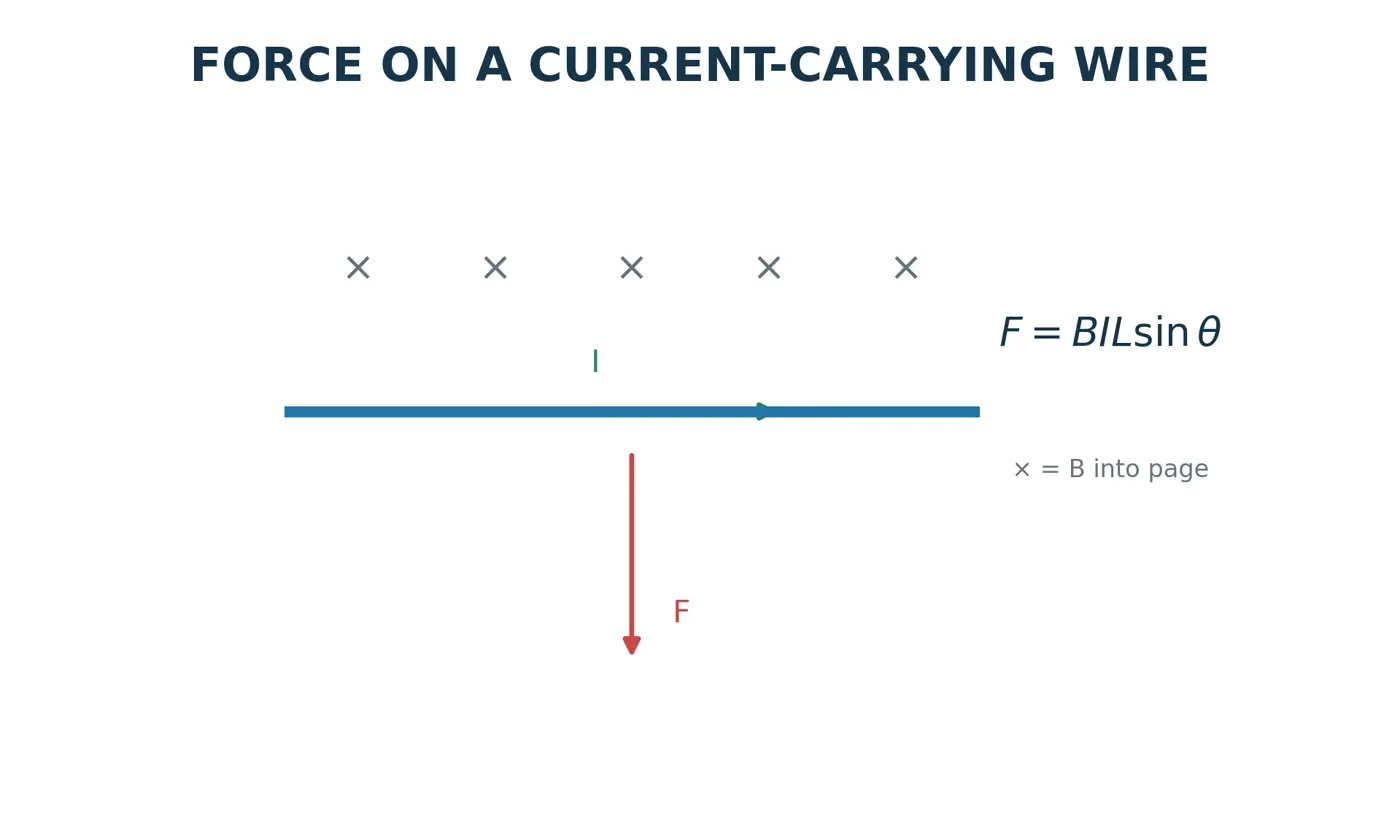 FORCE ON A CURRENT-CARRYING WIRE
× × × × ×
F = BIL sin θ
I
× = B into page
F